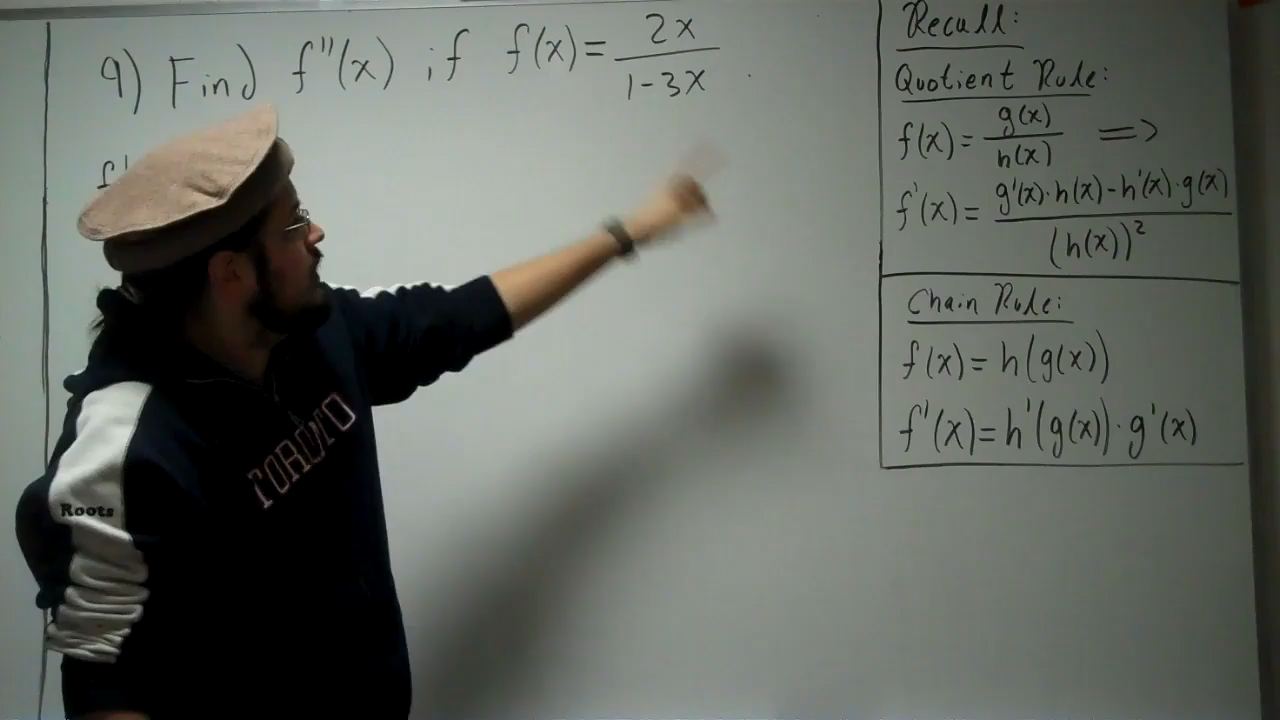 9) Find f''(x) if f(x)= 2x / 1-3x .
f'
Recall:
Quotient Rule:
f(x)= g(x) / h(x) =>
f'(x)= g'(x)·h(x)-h'(x)·g(x) / (h(x))²
Chain Rule:
f(x)= h(g(x))
f'(x)=h'(g(x))·g'(x)
TORONTO
Roots